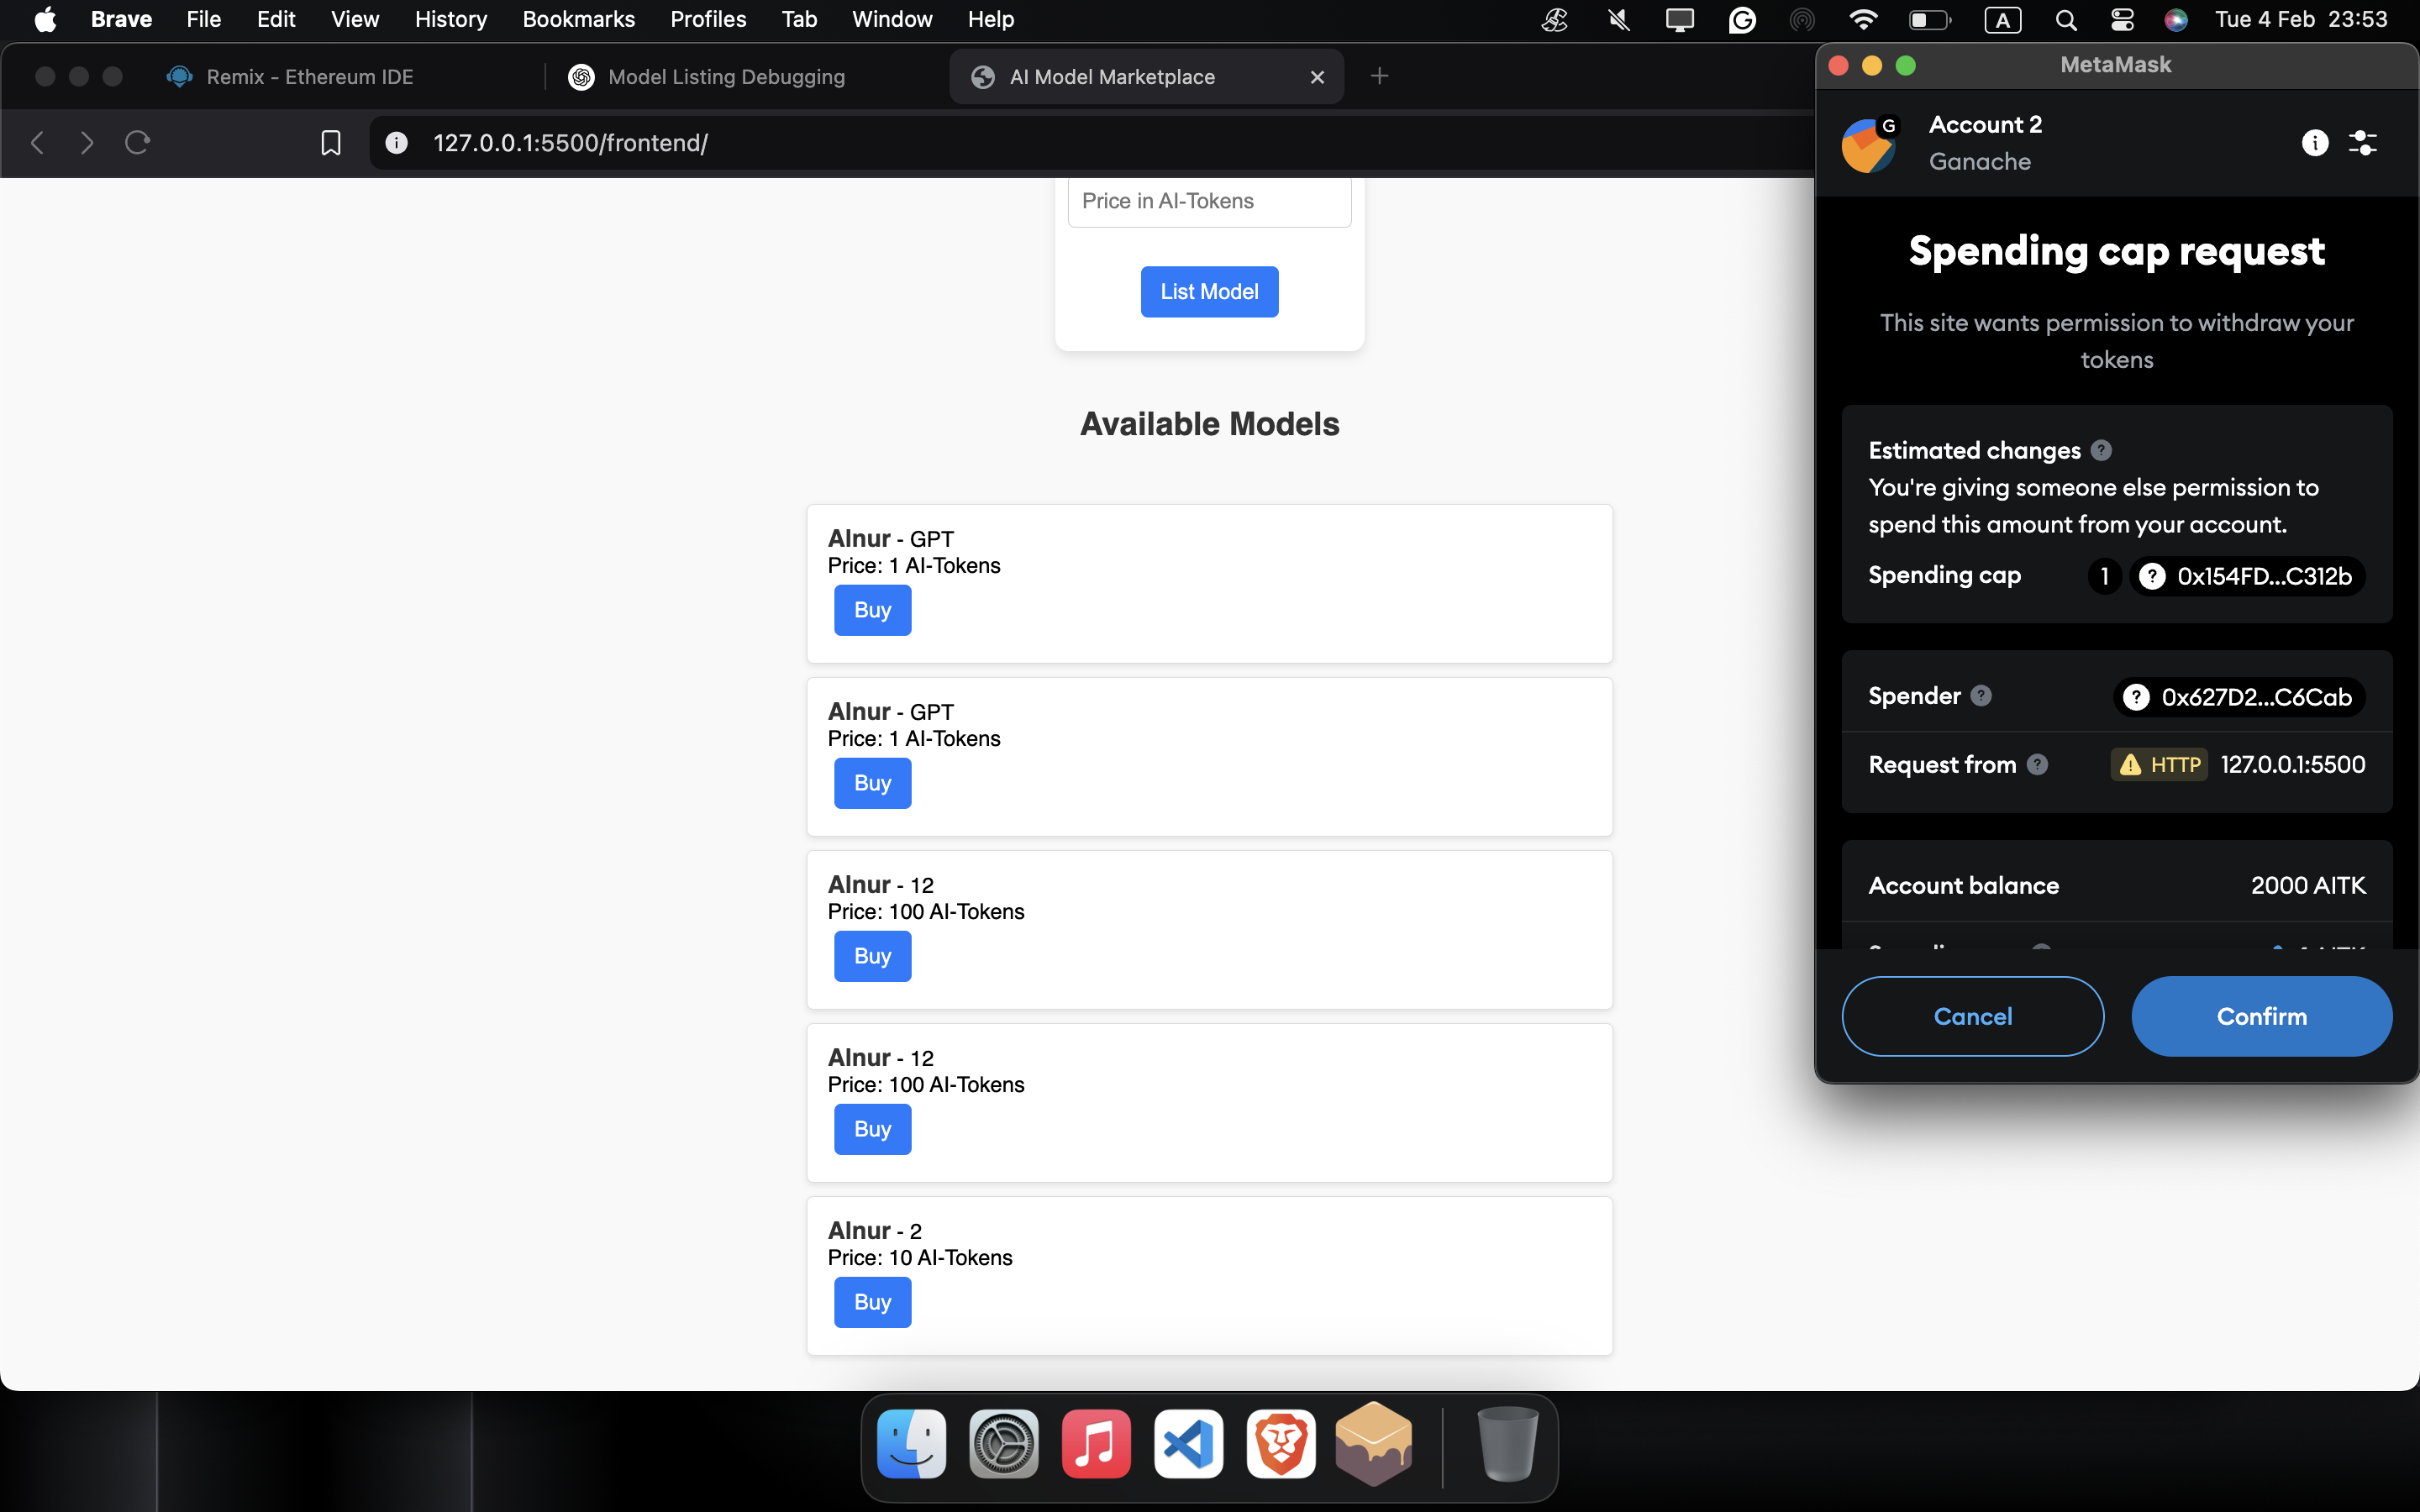 Brave File Edit View History Bookmarks Profiles Tab Window Help A Tue 4 Feb 23:53
Remix - Ethereum IDE Model Listing Debugging AI Model Marketplace
127.0.0.1:5500/frontend/
Price in AI-Tokens
List Model
Available Models
Alnur - GPT
Price: 1 AI-Tokens
Buy
Alnur - GPT
Price: 1 AI-Tokens
Buy
Alnur - 12
Price: 100 AI-Tokens
Buy
Alnur - 12
Price: 100 AI-Tokens
Buy
Alnur - 2
Price: 10 AI-Tokens
Buy
MetaMask
G
Account 2
Ganache
Spending cap request
This site wants permission to withdraw your
tokens
Estimated changes
You're giving someone else permission to
spend this amount from your account.
Spending cap 1 0x154FD...C312b
Spender 0x627D2...C6Cab
Request from HTTP 127.0.0.1:5500
Account balance 2000 AITK
Cancel Confirm